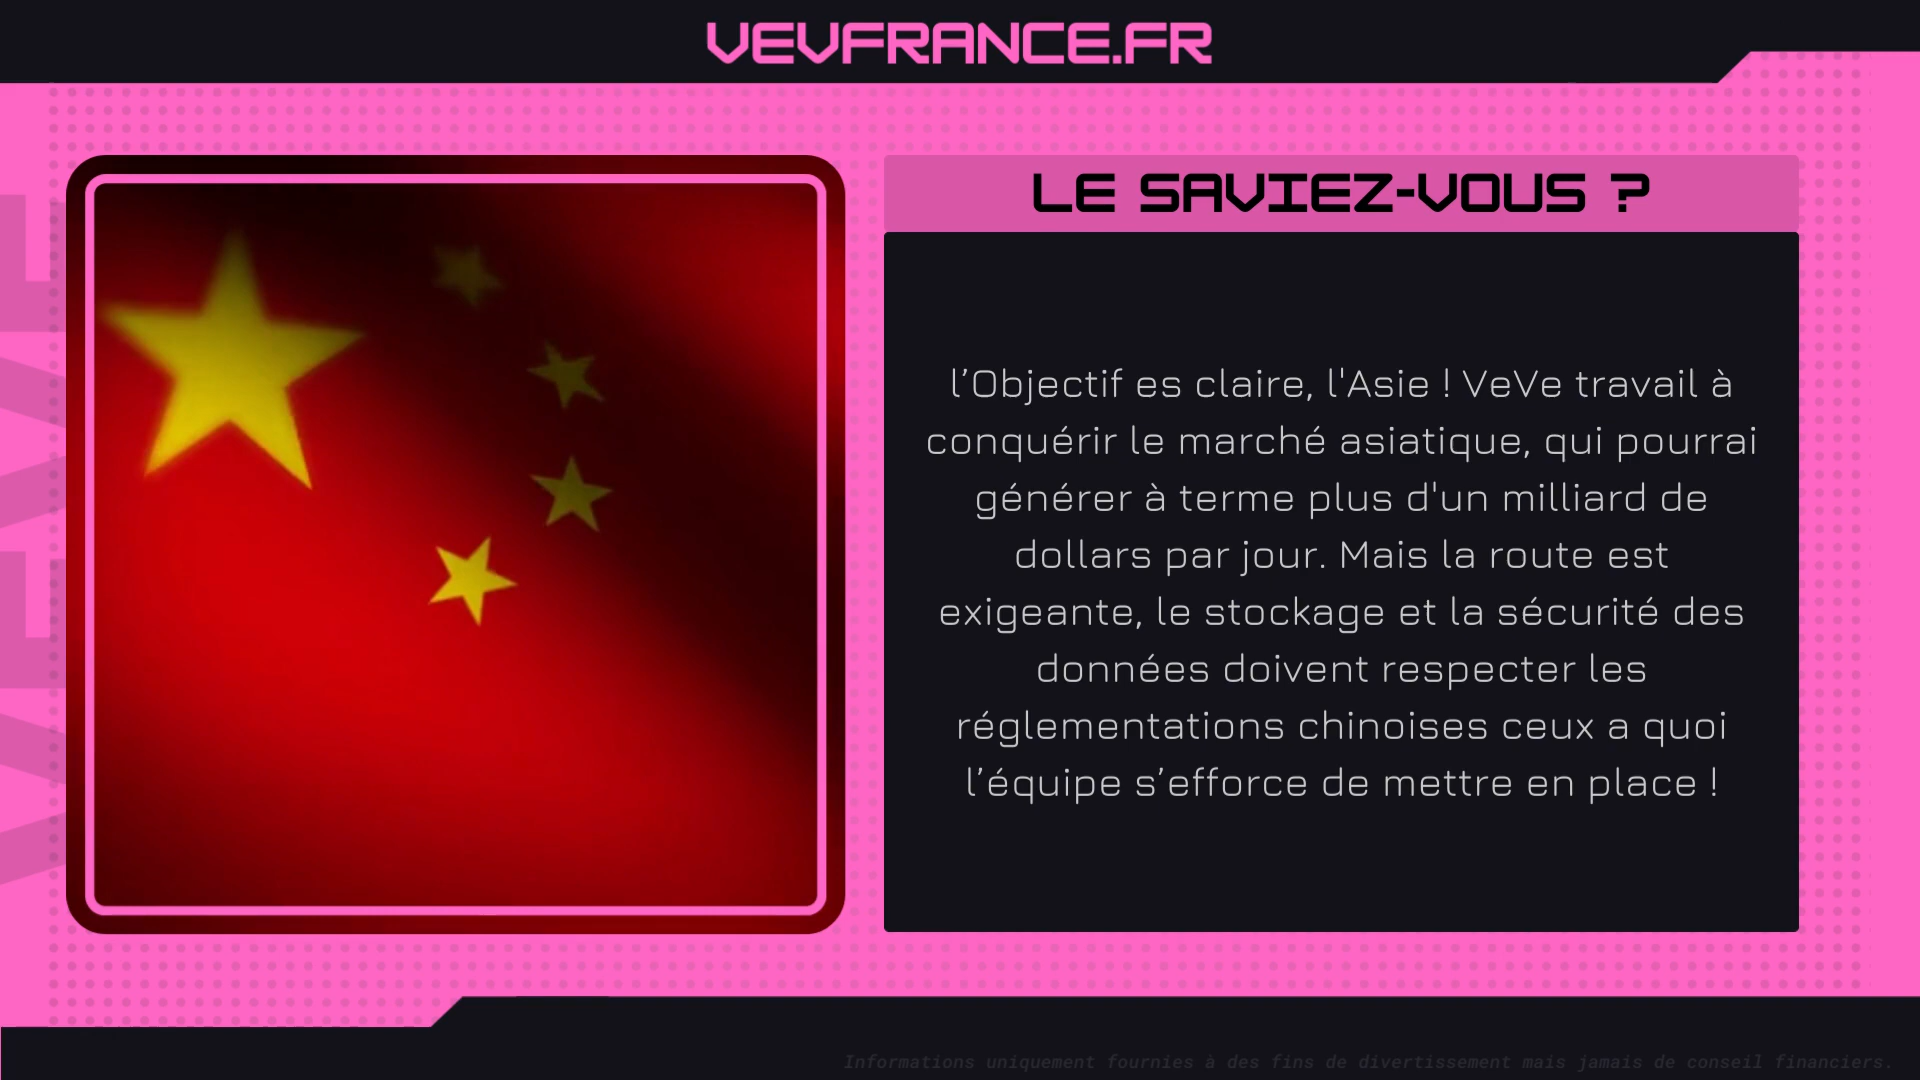 VEVFRANCE.FR
LE SAVIEZ-VOUS ?
l’Objectif es claire, l'Asie ! VeVe travail à
conquérir le marché asiatique, qui pourrai
générer à terme plus d'un milliard de
dollars par jour. Mais la route est
exigeante, le stockage et la sécurité des
données doivent respecter les
réglementations chinoises ceux a quoi
l’équipe s’efforce de mettre en place !
Informations uniquement fournies à des fins de divertissement mais jamais de conseil financiers.